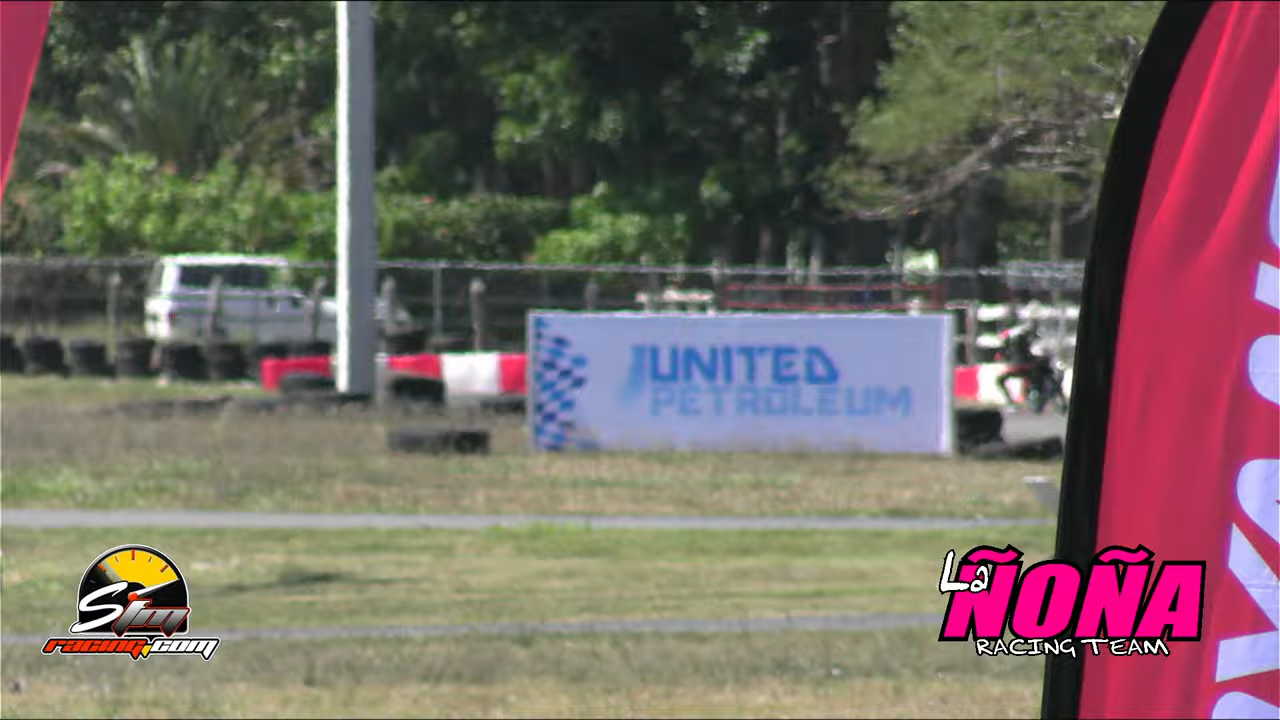 UNITED
PETROLEUM
Sfm
racing.com
La
ÑOÑA
RACING TEAM